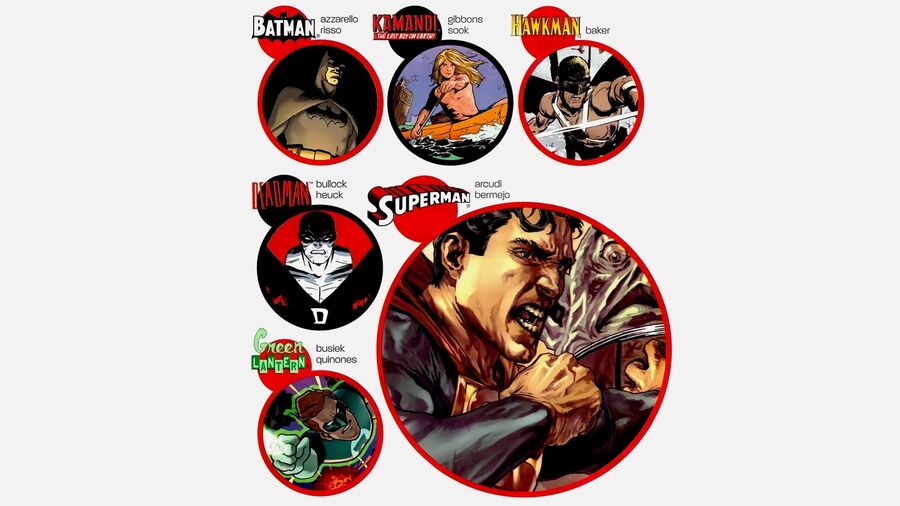 BATMAN
azzarello
risso
KAMANDI
THE LAST BOY ON EARTH!
gibbons
sook
HAWKMAN
baker
DEADMAN™
bullock
heuck
SUPERMAN®
arcudi
bermejo
Green
LANTERN
busiek
quinones
D